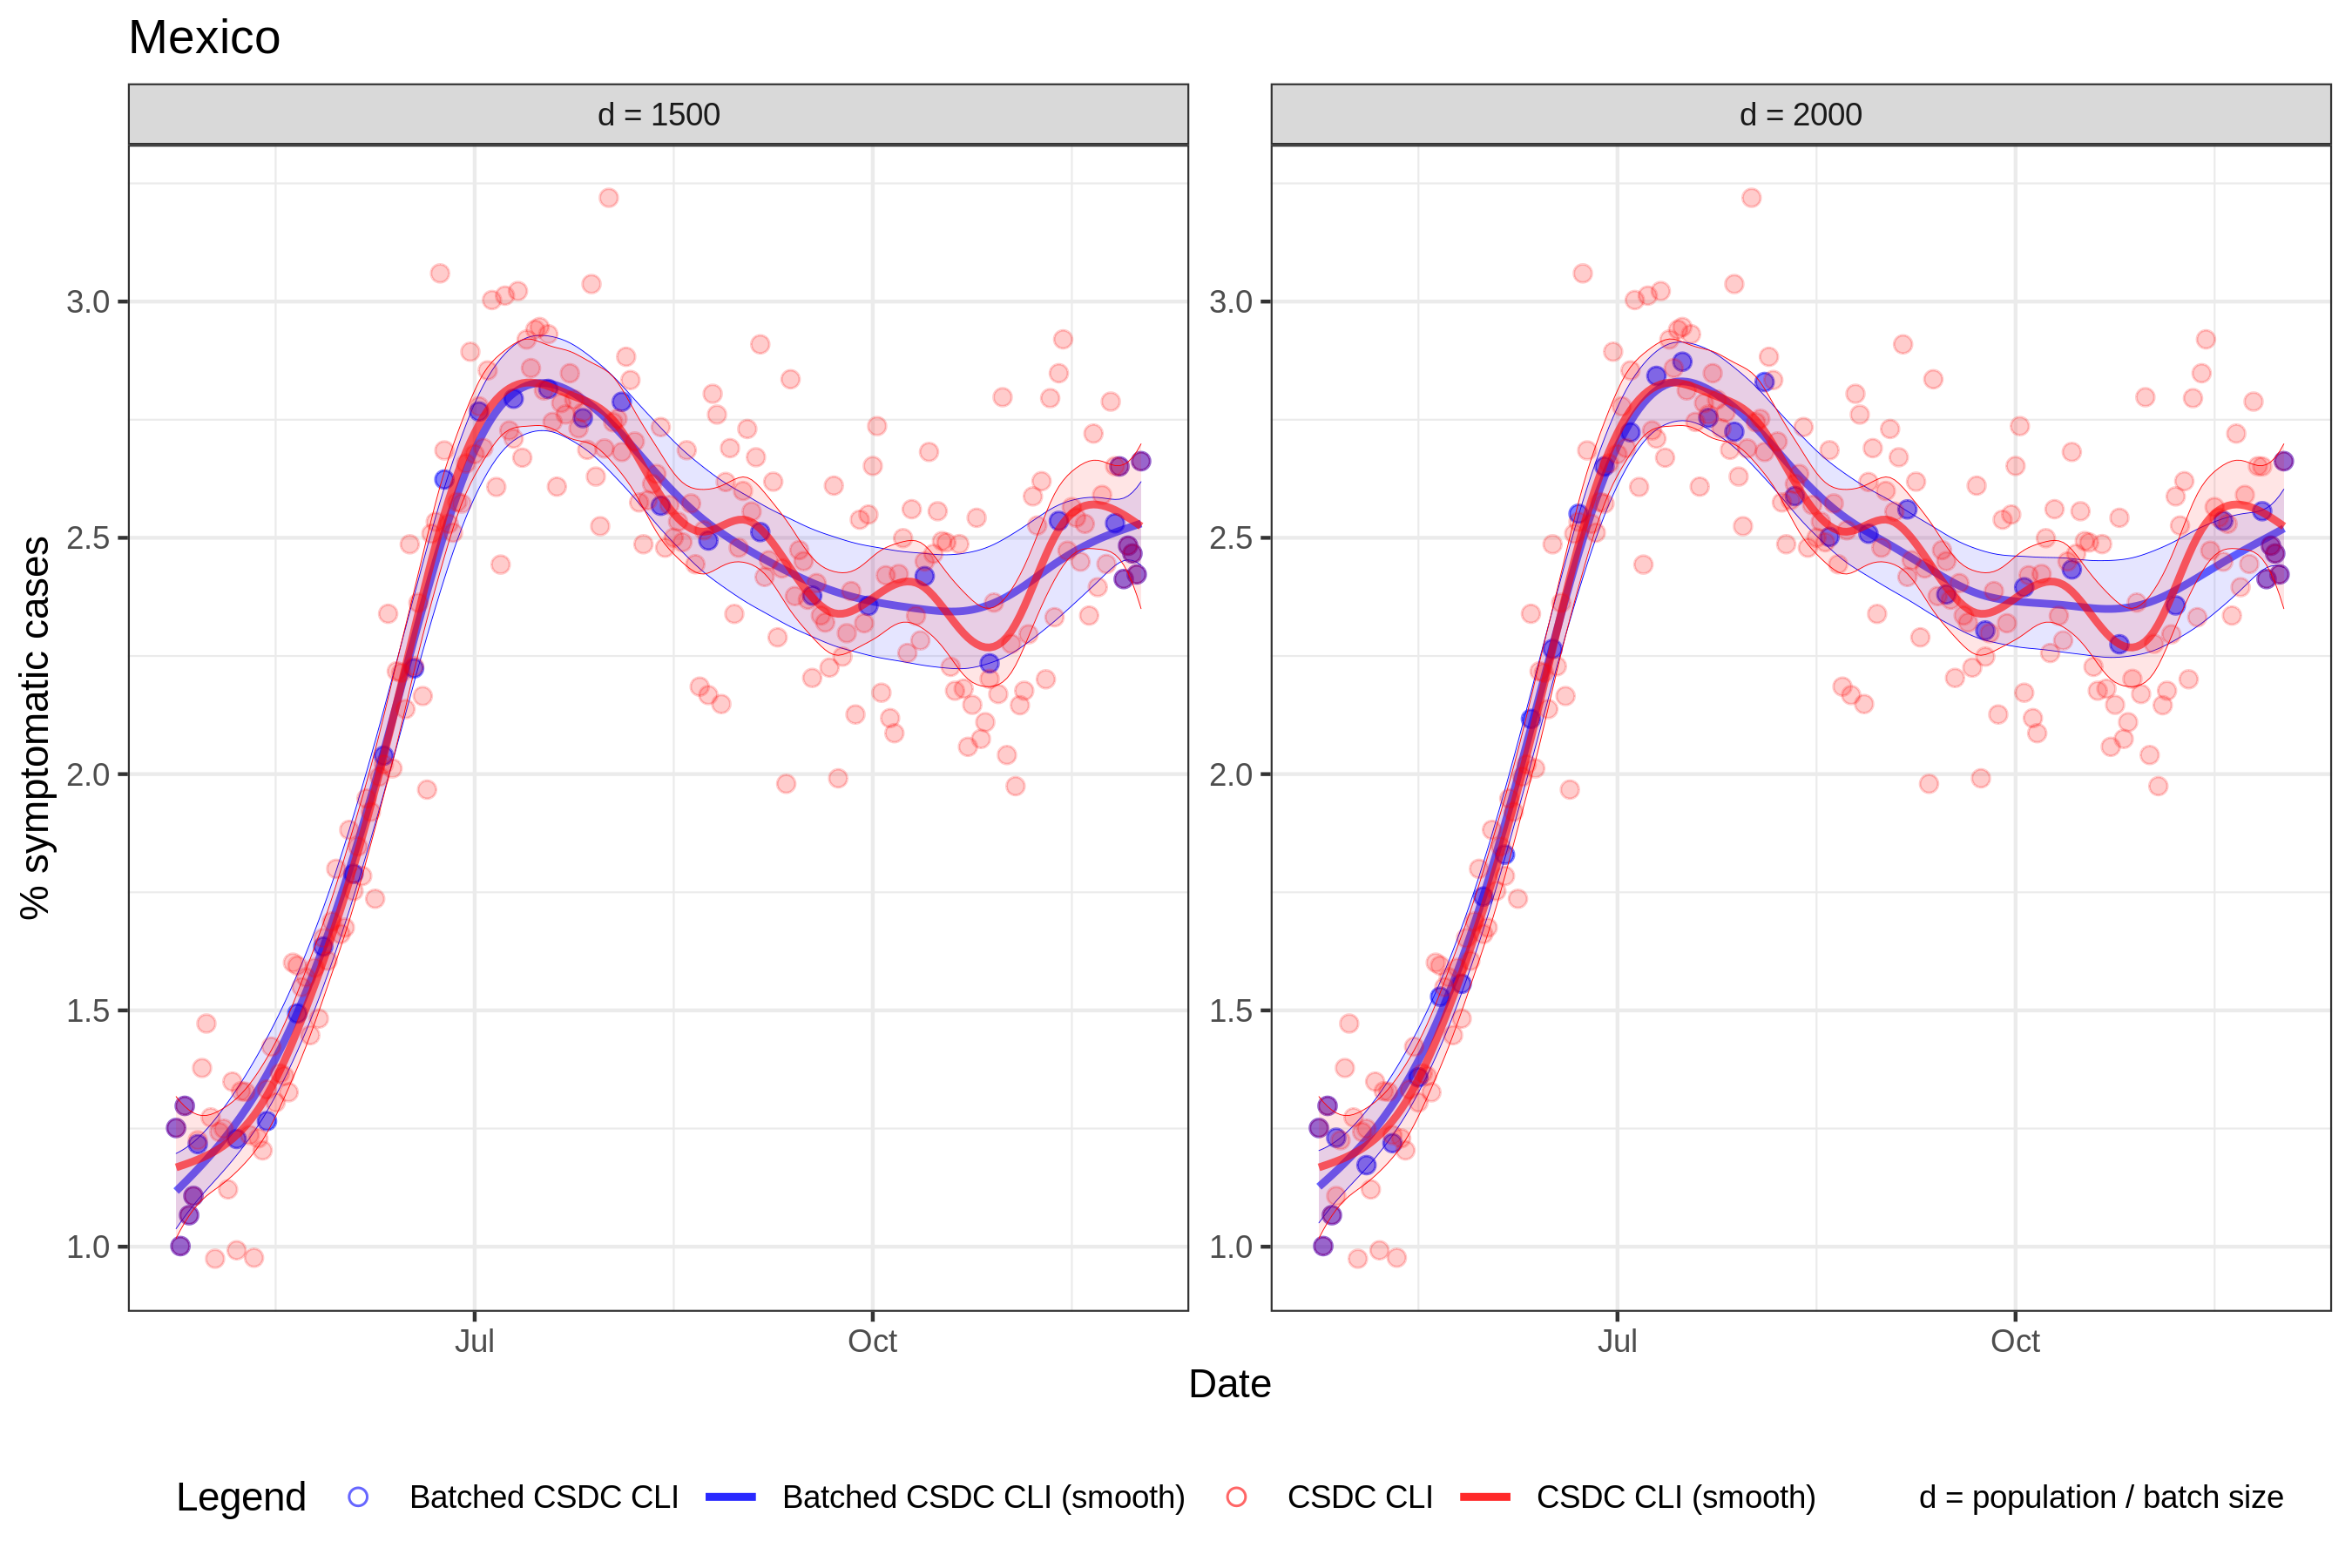 Mexico
d = 1500
d = 2000
% symptomatic cases
3.0
2.5
2.0
1.5
1.0
3.0
2.5
2.0
1.5
1.0
Jul
Oct
Jul
Oct
Date
Legend
Batched CSDC CLI
Batched CSDC CLI (smooth)
CSDC CLI
CSDC CLI (smooth)
d = population / batch size